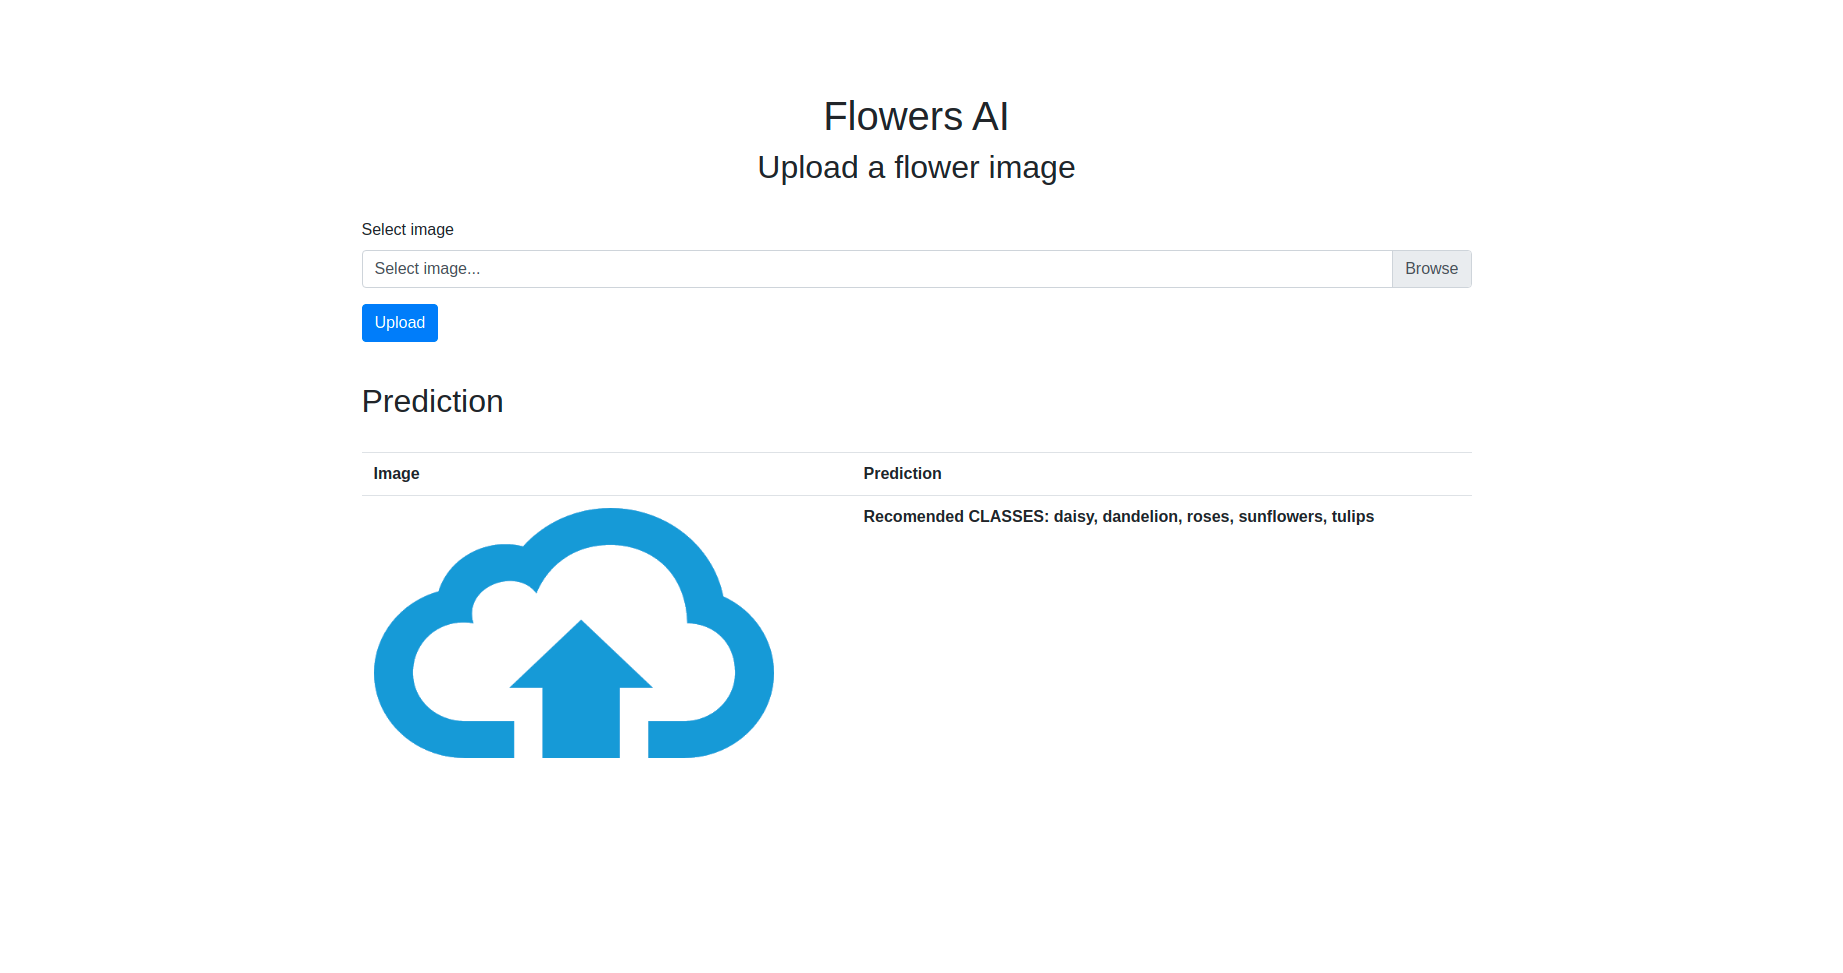 Flowers AI
Upload a flower image
Select image
Select image...
Browse
Upload
Prediction
Image
Prediction
Recomended CLASSES: daisy, dandelion, roses, sunflowers, tulips